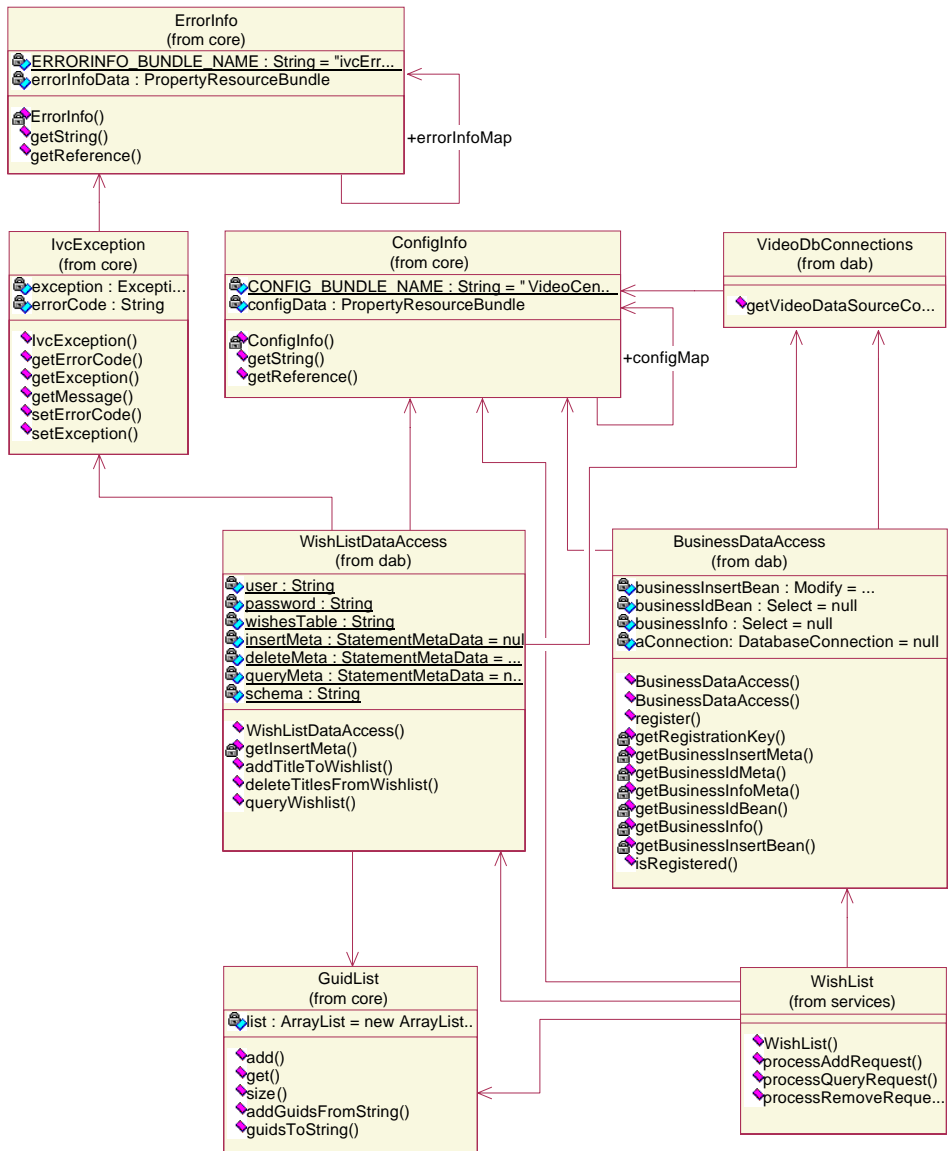 ErrorInfo
(from core)
ERRORINFO_BUNDLE_NAME : String = "ivcErr...
errorInfoData : PropertyResourceBundle
ErrorInfo()
getString()
getReference()
+errorInfoMap
IvcException
(from core)
exception : Excepti...
errorCode : String
IvcException()
getErrorCode()
getException()
getMessage()
setErrorCode()
setException()
ConfigInfo
(from core)
CONFIG_BUNDLE_NAME : String = "VideoCen..
configData : PropertyResourceBundle
ConfigInfo()
getString()
getReference()
+configMap
VideoDbConnections
(from dab)
getVideoDataSourceCo...
WishListDataAccess
(from dab)
user : String
password : String
wishesTable : String
insertMeta : StatementMetaData = nul
deleteMeta : StatementMetaData = ...
queryMeta : StatementMetaData = n..
schema : String
WishListDataAccess()
getInsertMeta()
addTitleToWishlist()
deleteTitlesFromWishlist()
queryWishlist()
BusinessDataAccess
(from dab)
businessInsertBean : Modify = ...
businessIdBean : Select = null
businessInfo : Select = null
aConnection: DatabaseConnection = null
BusinessDataAccess()
BusinessDataAccess()
register()
getRegistrationKey()
getBusinessInsertMeta()
getBusinessIdMeta()
getBusinessInfoMeta()
getBusinessIdBean()
getBusinessInfo()
getBusinessInsertBean()
isRegistered()
GuidList
(from core)
list : ArrayList = new ArrayList..
add()
get()
size()
addGuidsFromString()
guidsToString()
WishList
(from services)
WishList()
processAddRequest()
processQueryRequest()
processRemoveReque...